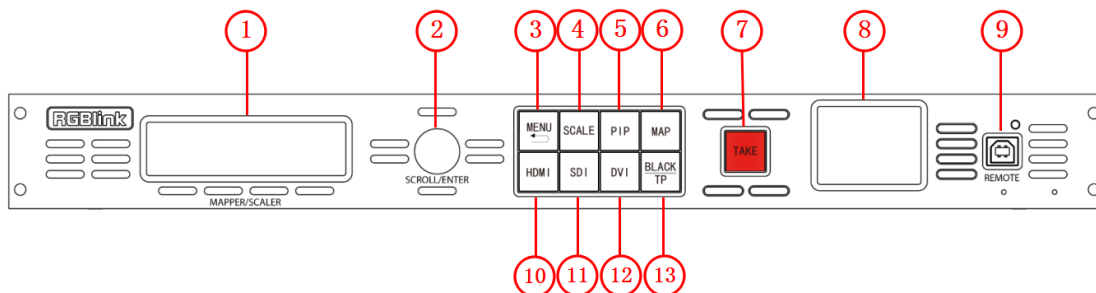 1 2 3 4 5 6 7 8 9
RGBlink
MENU SCALE PIP MAP
TAKE
HDMI SDI DVI BLACK
TP
SCROLL/ENTER
REMOTE
MAPPER/SCALER
10 11 12 13